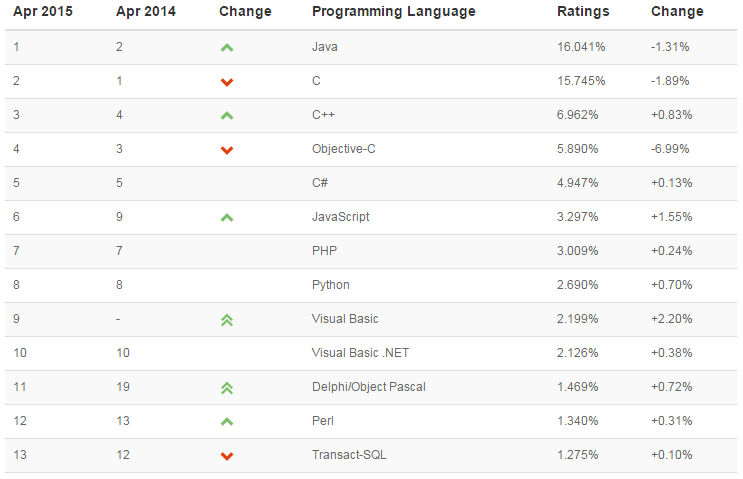 Apr 2015 Apr 2014 Change Programming Language Ratings Change
1 2 Java 16.041% -1.31%
2 1 C 15.745% -1.89%
3 4 C++ 6.962% +0.83%
4 3 Objective-C 5.890% -6.99%
5 5 C# 4.947% +0.13%
6 9 JavaScript 3.297% +1.55%
7 7 PHP 3.009% +0.24%
8 8 Python 2.690% +0.70%
9 - Visual Basic 2.199% +2.20%
10 10 Visual Basic .NET 2.126% +0.38%
11 19 Delphi/Object Pascal 1.469% +0.72%
12 13 Perl 1.340% +0.31%
13 12 Transact-SQL 1.275% +0.10%